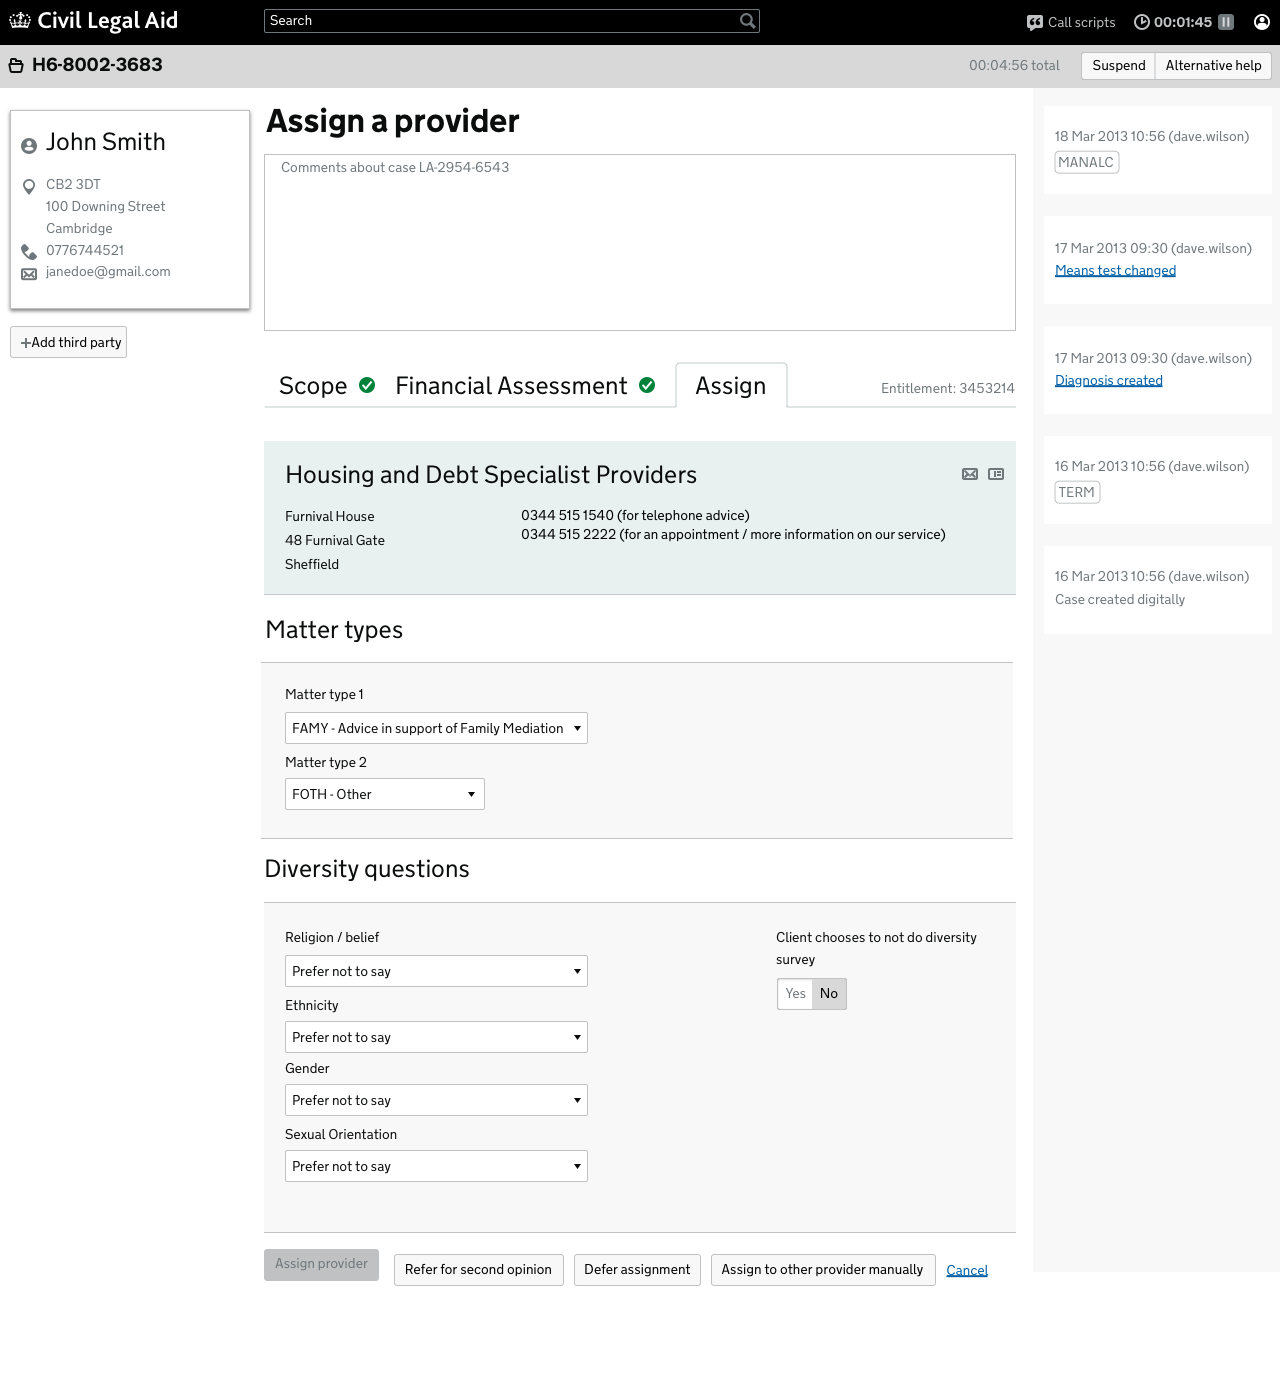 Civil Legal Aid
Search
Call scripts
00:01:45
H6-8002-3683
00:04:56 total
Suspend
Alternative help
John Smith
CB2 3DT
100 Downing Street
Cambridge
0776744521
janedoe@gmail.com
+Add third party
Assign a provider
Comments about case LA-2954-6543
Scope
Financial Assessment
Assign
Entitlement: 3453214
Housing and Debt Specialist Providers
Furnival House
48 Furnival Gate
Sheffield
0344 515 1540 (for telephone advice)
0344 515 2222 (for an appointment / more information on our service)
Matter types
Matter type 1
FAMY - Advice in support of Family Mediation
Matter type 2
FOTH - Other
Diversity questions
Religion / belief
Prefer not to say
Ethnicity
Prefer not to say
Gender
Prefer not to say
Sexual Orientation
Prefer not to say
Client chooses to not do diversity
survey
Yes
No
Assign provider
Refer for second opinion
Defer assignment
Assign to other provider manually
Cancel
18 Mar 2013 10:56 (dave.wilson)
MANALC
17 Mar 2013 09:30 (dave.wilson)
Means test changed
17 Mar 2013 09:30 (dave.wilson)
Diagnosis created
16 Mar 2013 10:56 (dave.wilson)
TERM
16 Mar 2013 10:56 (dave.wilson)
Case created digitally